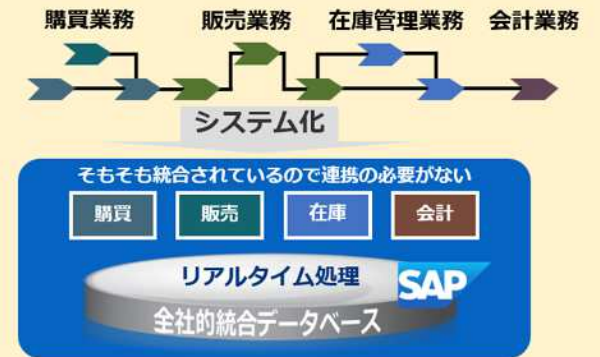 購買業務 販売業務 在庫管理業務 会計業務
システム化
そもそも統合されているので連携の必要がない
購買 販売 在庫 会計
リアルタイム処理 SAP
全社的統合データベース